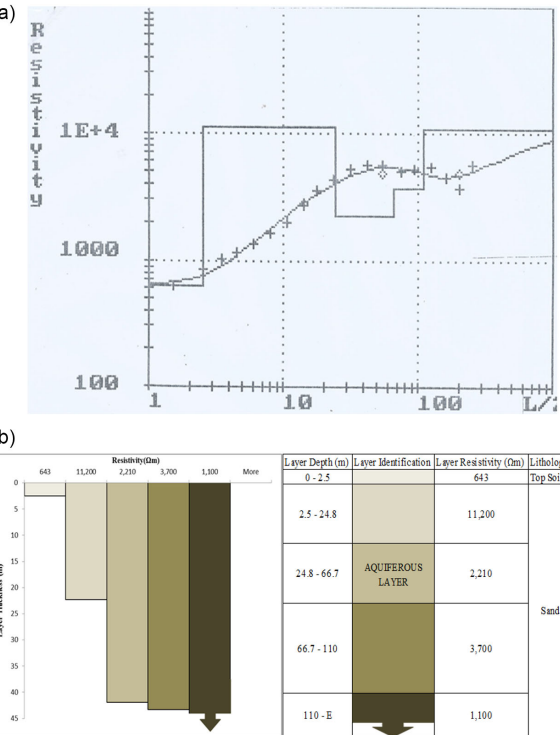 a)
Resistivity
1E+4
1000
100
1 10 100 L/2
b)
Resistivity(Ωm)
643 11,200 2,210 3,700 1,100 More
0
5
10
15
20
25
30
35
40
45
Layer Depth (m) Layer Identification Layer Resistivity (Ωm)
0 - 2.5 643 Top
2.5 - 24.8 11,200
24.8 - 66.7 AQUIFEROUS LAYER 2,210
Sand
66.7 - 110 3,700
110 - E 1,100